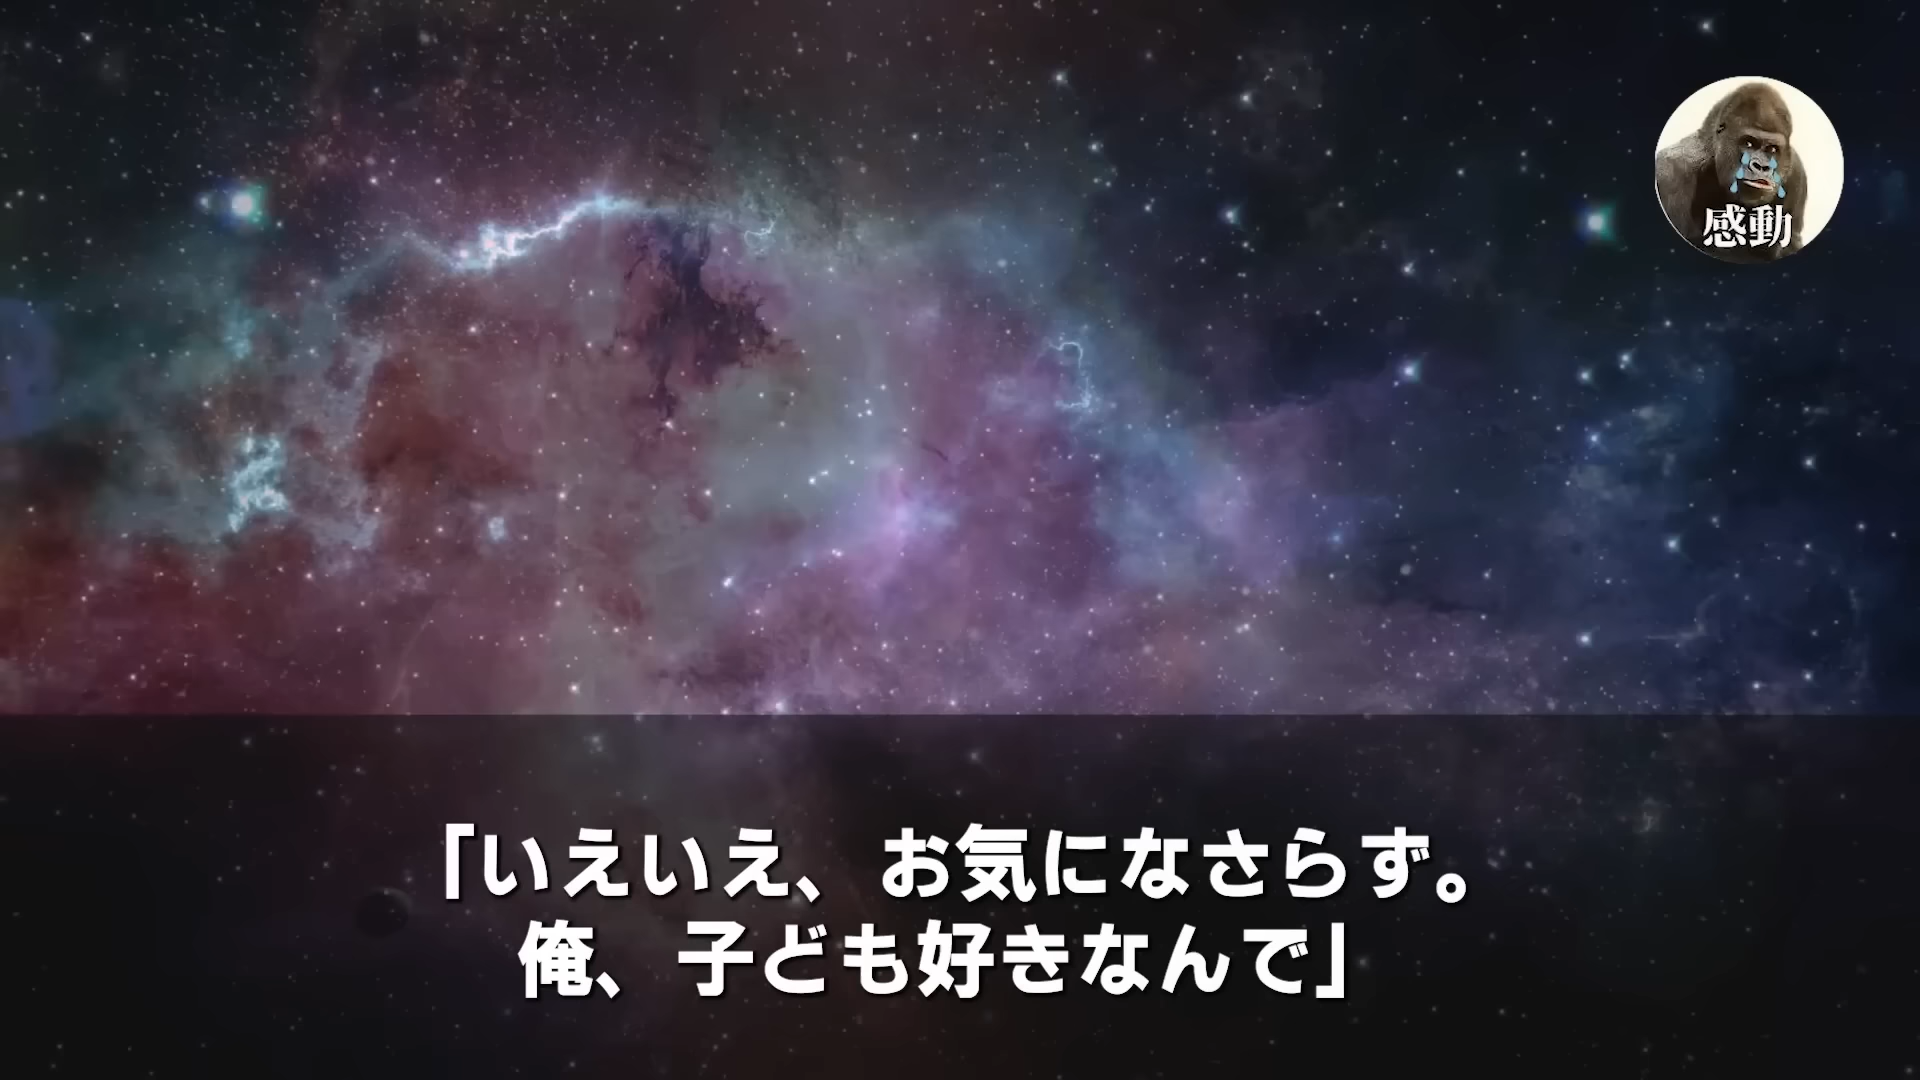 感動
「いえいえ、お気になさらず。
俺、子ども好きなんで」